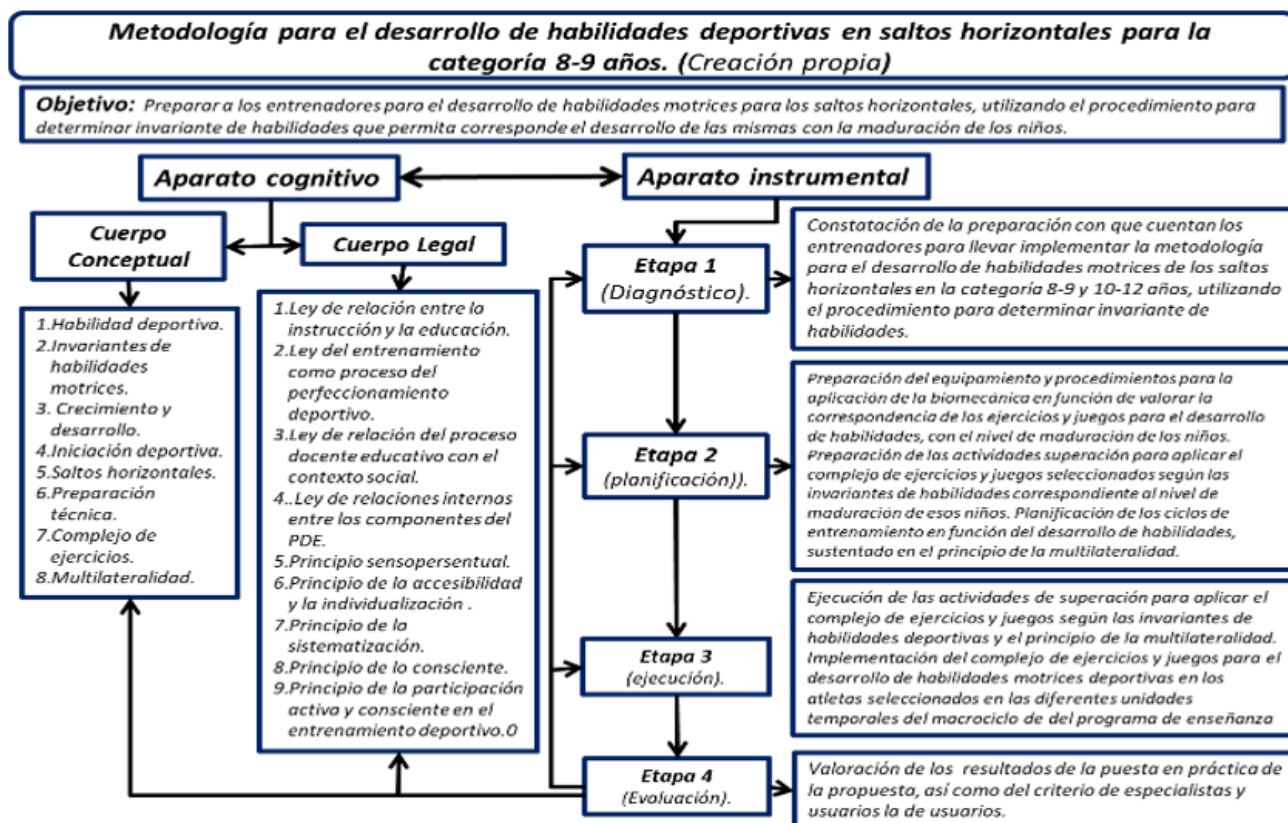 Metodología para el desarrollo de habilidades deportivas en saltos horizontales para la
categoría 8-9 años. (Creación propia)
Objetivo: Preparar a los entrenadores para el desarrollo de habilidades motrices para los saltos horizontales, utilizando el procedimiento para
determinar invariante de habilidades que permita corresponde el desarrollo de las mismas con la maduración de los niños.
Aparato cognitivo
Aparato instrumental
Cuerpo
Conceptual
Cuerpo Legal
1.Habilidad deportiva.
2.Invariantes de
habilidades
motrices.
3. Crecimiento y
desarrollo.
4.Iniciación deportiva.
5.Saltos horizontales.
6.Preparación
técnica.
7.Complejo de
ejercicios.
8.Multilateralidad.
1.Ley de relación entre la
instrucción y la educación.
2.Ley del entrenamiento
como proceso del
perfeccionamiento
deportivo.
3.Ley de relación del proceso
docente educativo con el
contexto social.
4..Ley de relaciones internas
entre los componentes del
PDE.
5.Principio sensopersentual.
6.Principio de la accesibilidad
y la individualización .
7.Principio de la
sistematización.
8.Principio de la consciente.
9.Principio de la participación
activa y consciente en el
entrenamiento deportivo.0
Etapa 1
(Diagnóstico).
Constatación de la preparación con que cuentan los
entrenadores para llevar implementar la metodología
para el desarrollo de habilidades motrices de los saltos
horizontales en la categoría 8-9 y 10-12 años, utilizando
el procedimiento para determinar invariante de
habilidades.
Etapa 2
(planificación)).
Preparación del equipamiento y procedimientos para la
aplicación de la biomecánica en función de valorar la
correspondencia de los ejercicios y juegos para el desarrollo
de habilidades, con el nivel de maduración de los niños.
Preparación de las actividades superación para aplicar el
complejo de ejercicios y juegos seleccionados según las
invariantes de habilidades correspondiente al nivel de
maduración de esos niños. Planificación de los ciclos de
entrenamiento en función del desarrollo de habilidades,
sustentado en el principio de la multilateralidad.
Etapa 3
(ejecución).
Ejecución de las actividades de superación para aplicar el
complejo de ejercicios y juegos según las invariantes de
habilidades deportivas y el principio de la multilateralidad.
Implementación del complejo de ejercicios y juegos para el
desarrollo de habilidades motrices deportivas en los
atletas seleccionados en las diferentes unidades
temporales del macrociclo de del programa de enseñanza
Etapa 4
(Evaluación).
Valoración de los resultados de la puesta en práctica de
la propuesta, así como del criterio de especialistas y
usuarios la de usuarios.